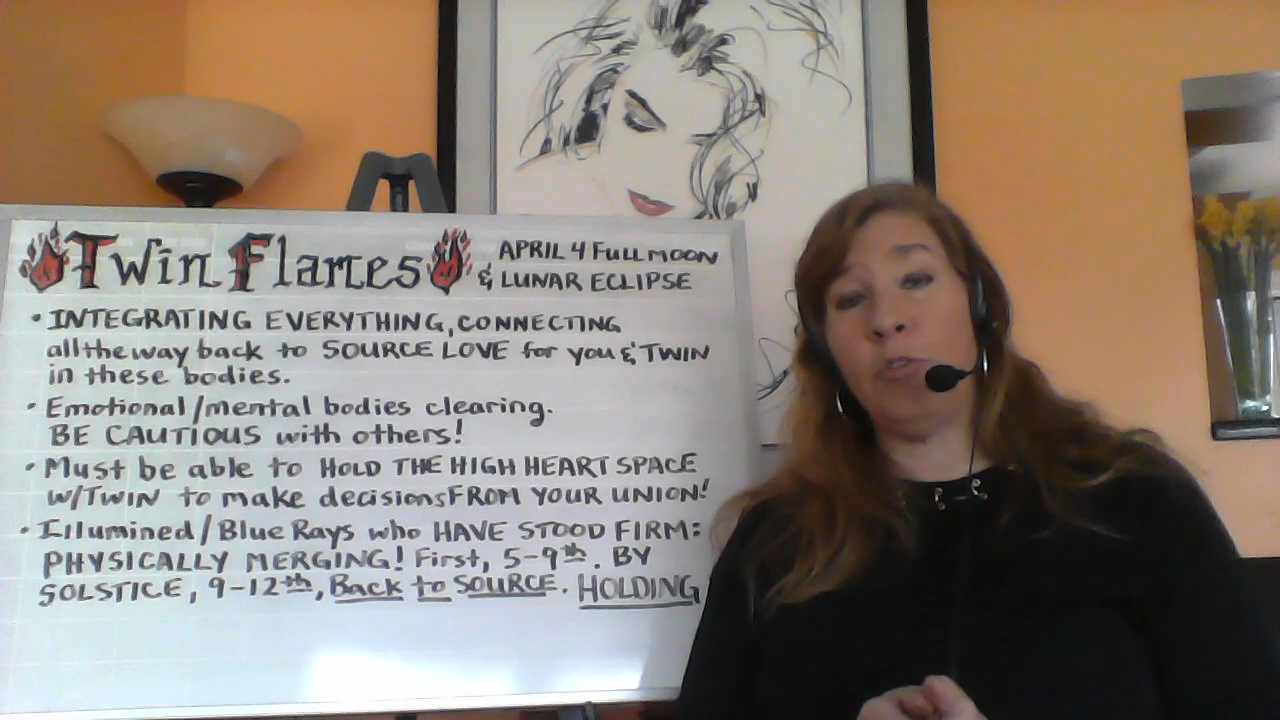 Twin Flames
APRIL 4 FULL MOON
& LUNAR ECLIPSE
• INTEGRATING EVERYTHING, CONNECTING
all the way back to SOURCE LOVE for you & TWIN
in these bodies.
• Emotional/mental bodies clearing.
BE CAUTIOUS with others!
• Must be able to HOLD THE HIGH HEART SPACE
W/TWIN to make decisions FROM YOUR UNION!
• Illumined/Blue Rays who HAVE STOOD FIRM:
PHYSICALLY MERGING! First, 5-9th. BY
SOLSTICE, 9-12th, Back to SOURCE. HOLDING